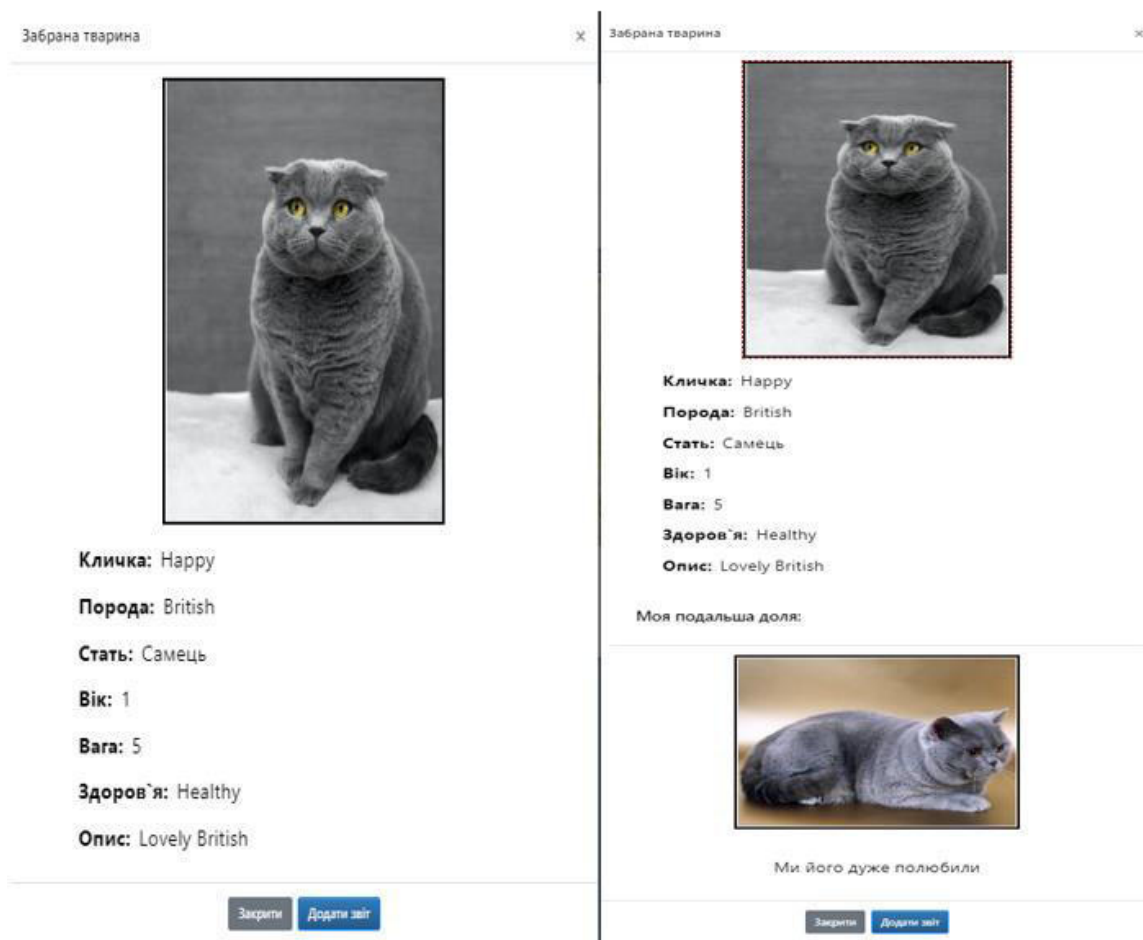 Забрана тварина ×
Кличка: Happy
Порода: British
Стать: Самець
Вік: 1
Вага: 5
Здоров`я: Healthy
Опис: Lovely British
Закрити Додати звіт
Забрана тварина ×
Кличка: Happy
Порода: British
Стать: Самець
Вік: 1
Вага: 5
Здоров`я: Healthy
Опис: Lovely British
Моя подальша доля:
Ми його дуже полюбили
Закрити Додати звіт